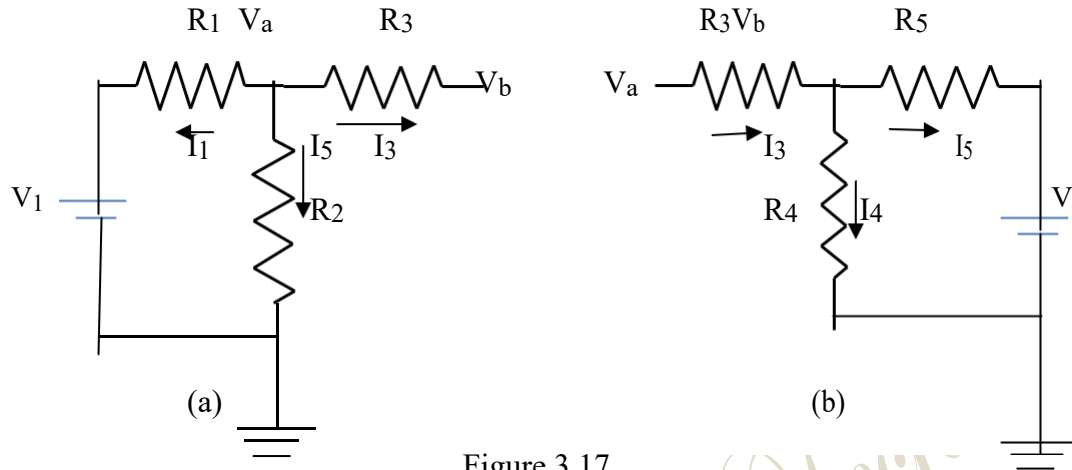 R1 Va R3
Vb
I1 I5 I3
V1
R2
(a)
R3Vb R5
Va
I3 I5
R4 I4
V
(b)
Figure 3.17